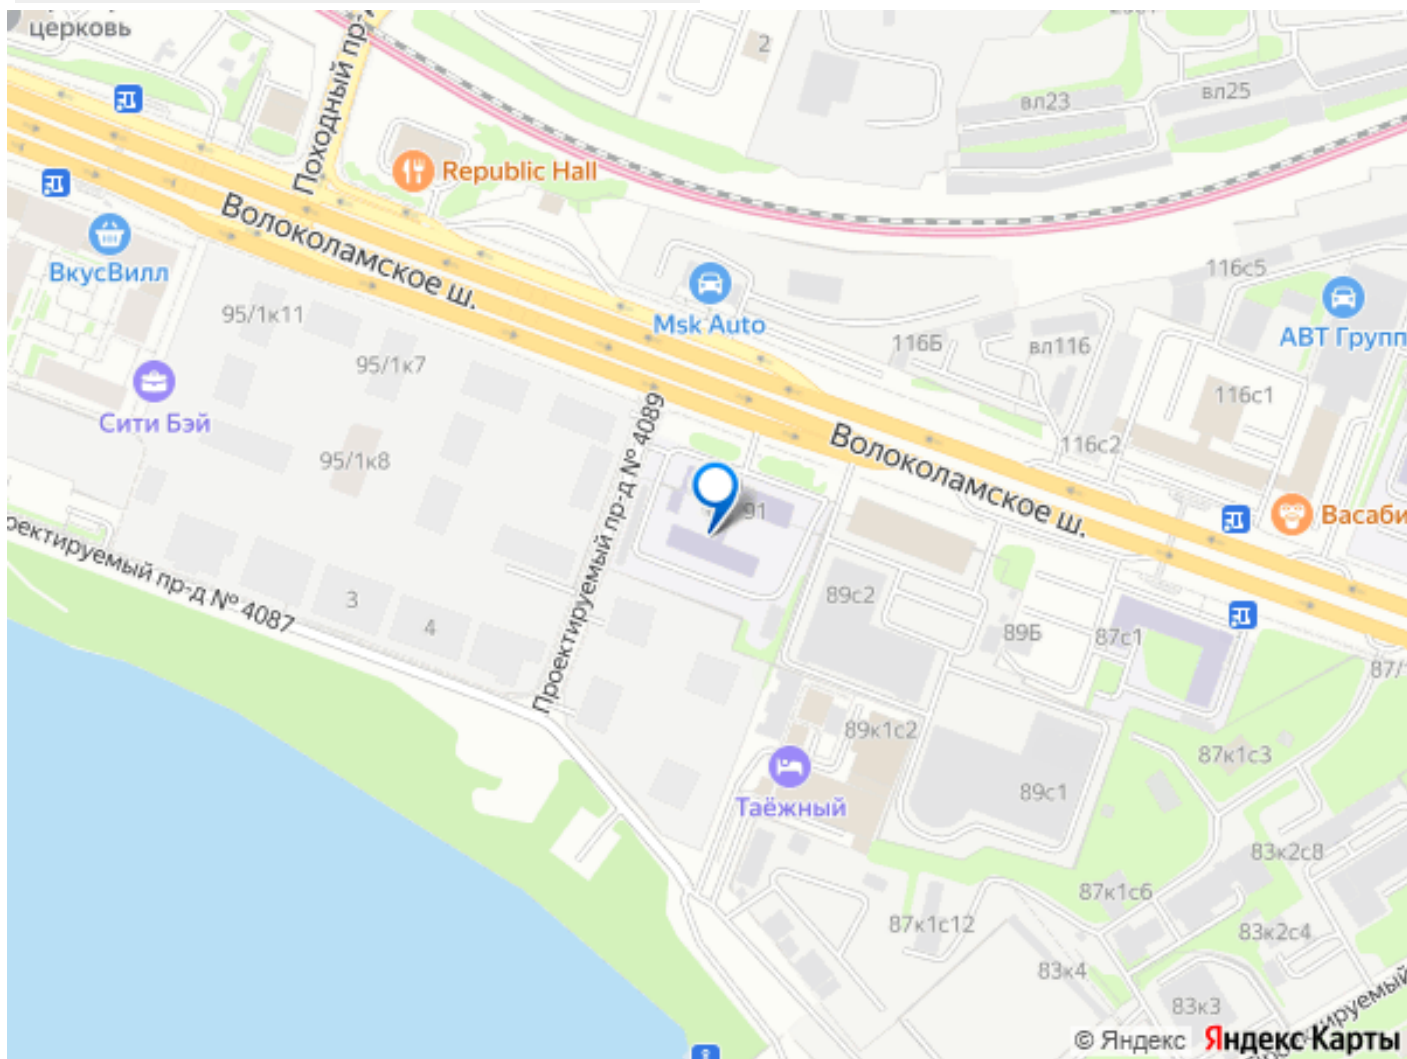 церковь
Походный пр-
2
вл23
вл25
Republic Hall
Волоколамское ш.
ВкусВилл
95/1к11
Msk Auto
116с5
АВТ Групп
116Б
вл116
95/1к7
116с1
Сити Бэй
95/1к8
Проектируемый пр-д № 4089
Волоколамское ш.
116с2
91
Васаби
оектируемый пр-д № 4087
3
4
89с2
89Б
87с1
87/
89к1с2
87к1с3
Таёжный
89с1
83к2с8
87к1с6
87к1с12
83к2с4
83к4
83к3
роектируемый
© Яндекс Яндекс Карты